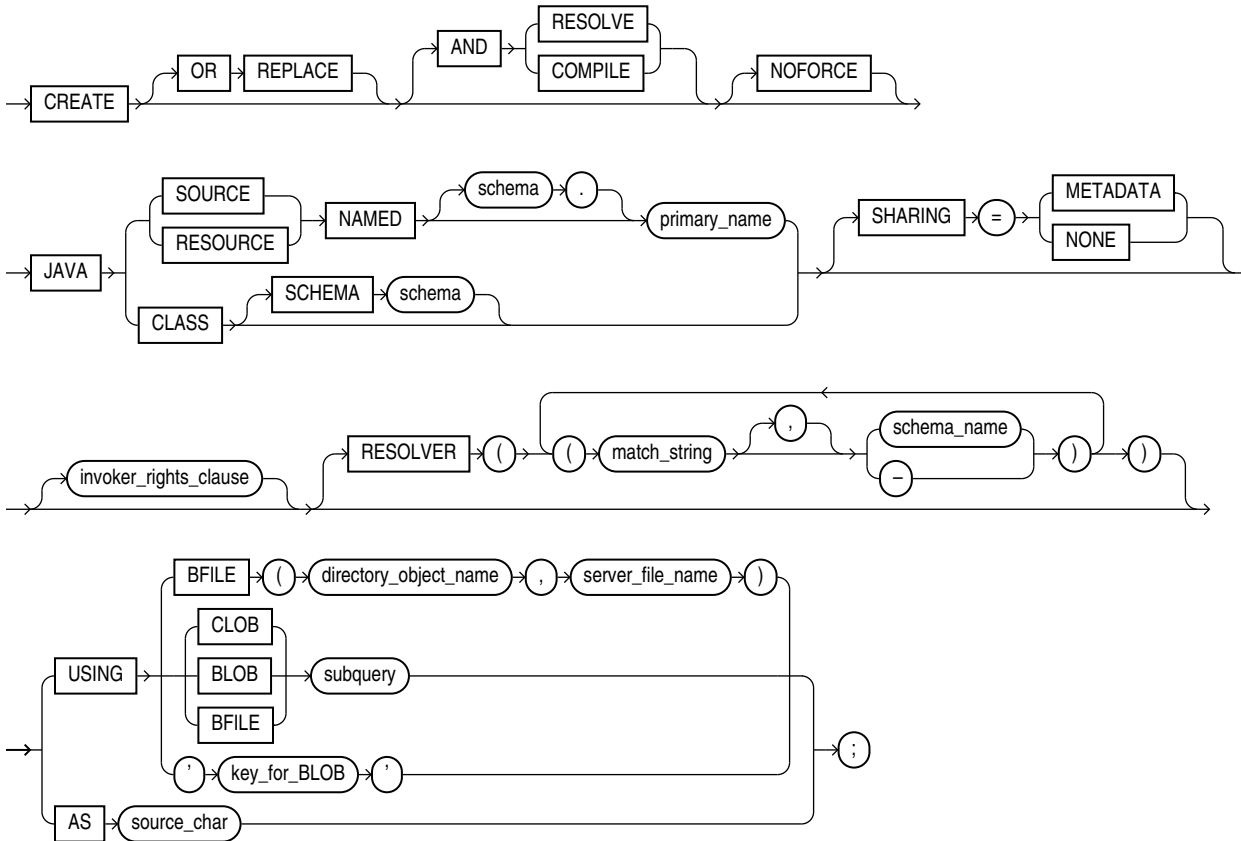 AND RESOLVE
OR REPLACE COMPILE NOFORCE
CREATE
SOURCE schema . METADATA
NAMED primary_name SHARING =
RESOURCE NONE
JAVA
SCHEMA schema
CLASS
, schema_name
RESOLVER ( ( match_string ) )
invoker_rights_clause –
BFILE ( directory_object_name , server_file_name )
CLOB
USING BLOB subquery
BFILE
;
’ key_for_BLOB ’
AS source_char